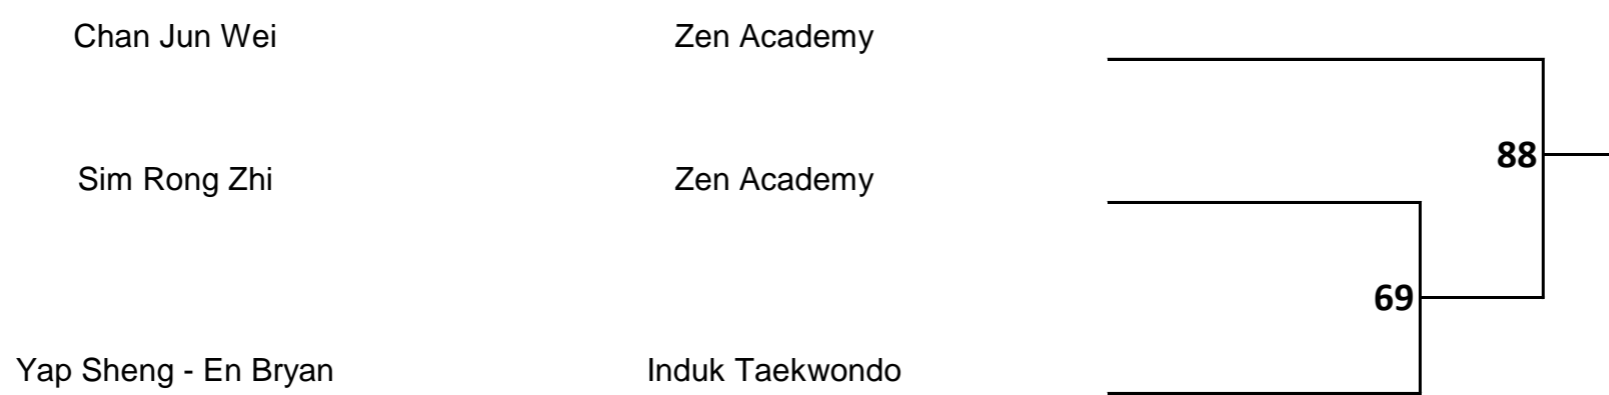 Chan Jun Wei Zen Academy
88
Sim Rong Zhi Zen Academy
69
Yap Sheng - En Bryan Induk Taekwondo